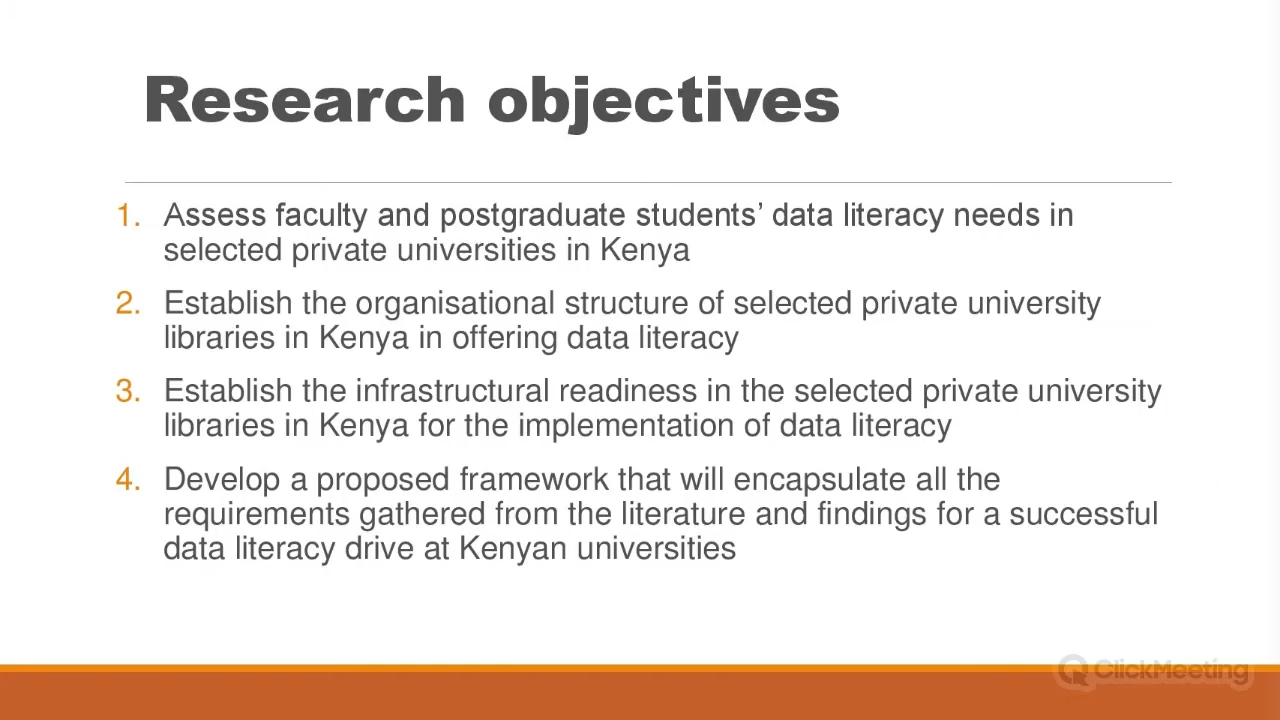 Research objectives
1. Assess faculty and postgraduate students’ data literacy needs in
selected private universities in Kenya
2. Establish the organisational structure of selected private university
libraries in Kenya in offering data literacy
3. Establish the infrastructural readiness in the selected private university
libraries in Kenya for the implementation of data literacy
4. Develop a proposed framework that will encapsulate all the
requirements gathered from the literature and findings for a successful
data literacy drive at Kenyan universities
ClickMeeting